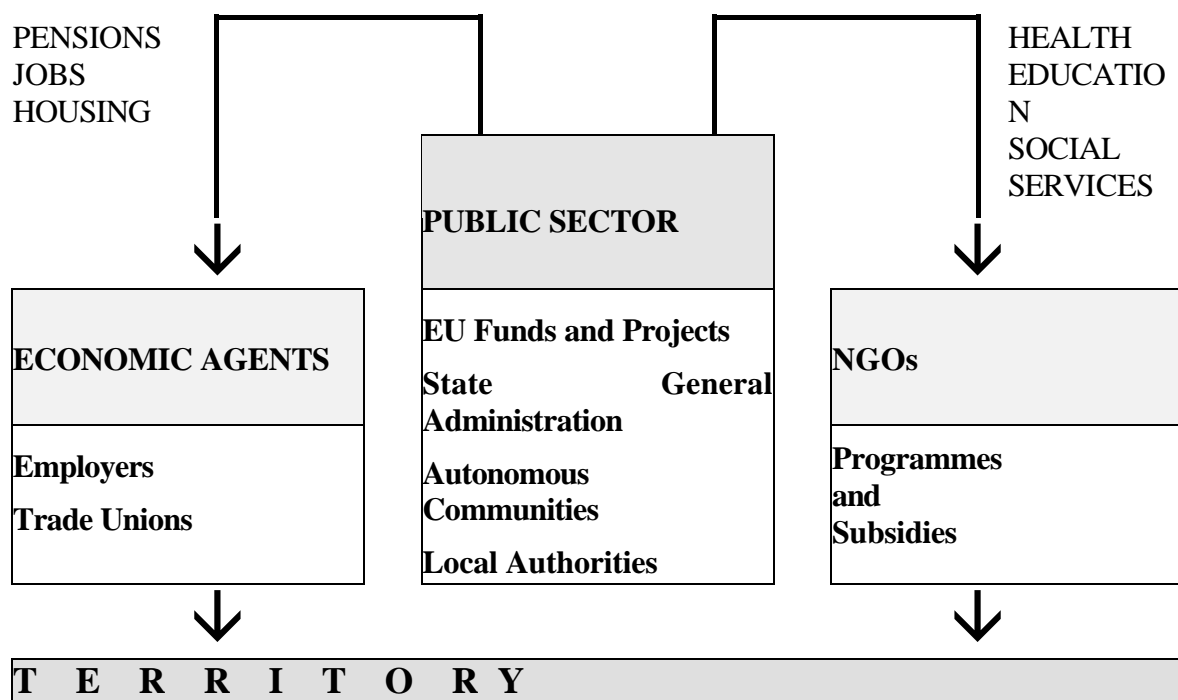 PENSIONS
JOBS
HOUSING
HEALTH
EDUCATIO
N
SOCIAL
SERVICES
PUBLIC SECTOR
EU Funds and Projects
State General
Administration
Autonomous
Communities
Local Authorities
ECONOMIC AGENTS
Employers
Trade Unions
NGOs
Programmes
and
Subsidies
T E R R I T O R Y